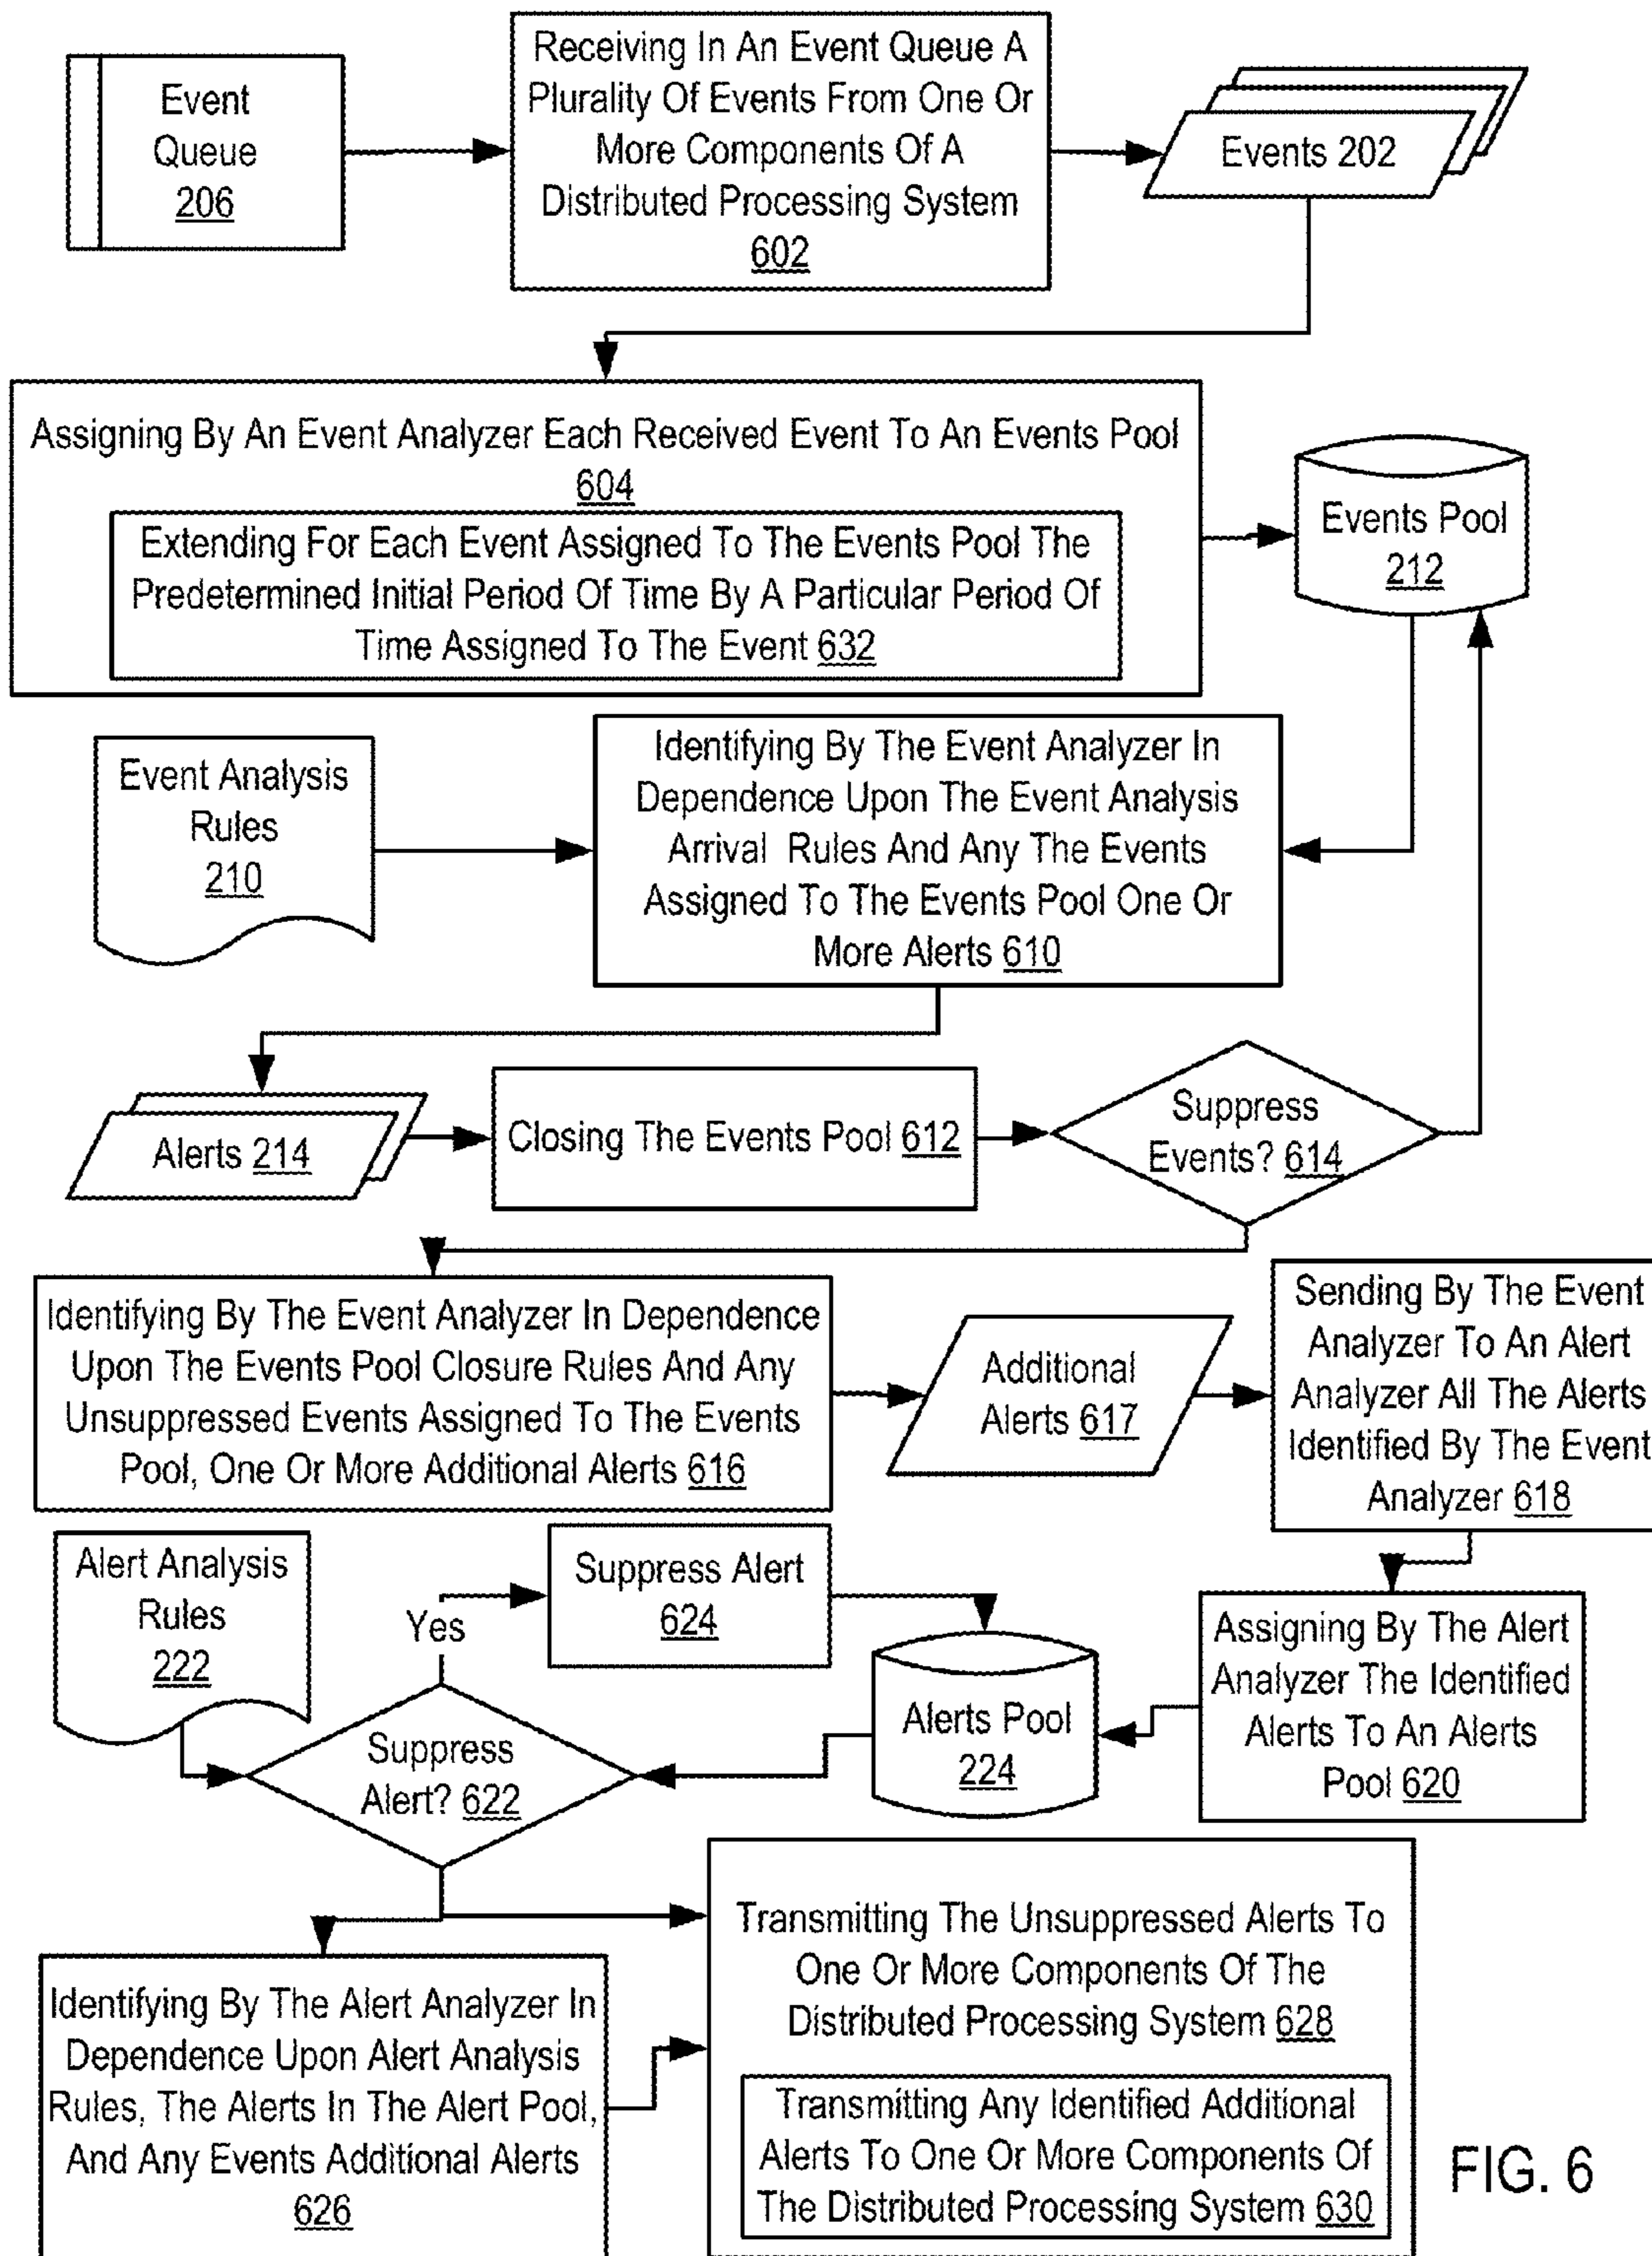 Event
Queue
206
Receiving In An Event Queue A
Plurality Of Events From One Or
More Components Of A
Distributed Processing System
602
Events 202
Assigning By An Event Analyzer Each Received Event To An Events Pool
604
Extending For Each Event Assigned To The Events Pool The
Predetermined Initial Period Of Time By A Particular Period Of
Time Assigned To The Event 632
Events Pool
212
Event Analysis
Rules
210
Identifying By The Event Analyzer In
Dependence Upon The Event Analysis
Arrival Rules And Any The Events
Assigned To The Events Pool One Or
More Alerts 610
Alerts 214
Closing The Events Pool 612
Suppress
Events? 614
Identifying By The Event Analyzer In Dependence
Upon The Events Pool Closure Rules And Any
Unsuppressed Events Assigned To The Events
Pool, One Or More Additional Alerts 616
Additional
Alerts 617
Sending By The Event
Analyzer To An Alert
Analyzer All The Alerts
Identified By The Event
Analyzer 618
Alert Analysis
Rules
222
Yes
Suppress Alert
624
Suppress
Alert? 622
Alerts Pool
224
Assigning By The Alert
Analyzer The Identified
Alerts To An Alerts
Pool 620
Identifying By The Alert Analyzer In
Dependence Upon Alert Analysis
Rules, The Alerts In The Alert Pool,
And Any Events Additional Alerts
626
Transmitting The Unsuppressed Alerts To
One Or More Components Of The
Distributed Processing System 628
Transmitting Any Identified Additional
Alerts To One Or More Components Of
The Distributed Processing System 630
FIG. 6